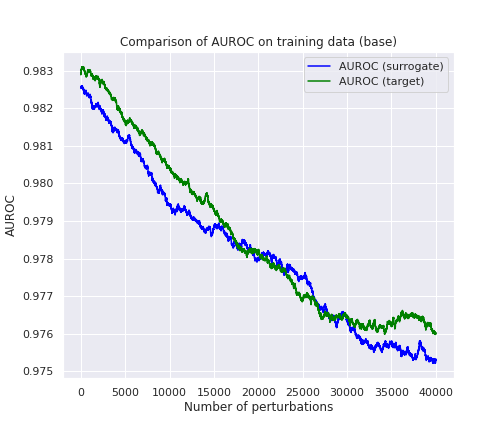 Comparison of AUROC on training data (base)
AUROC (surrogate)
AUROC (target)
0.983
0.982
0.981
0.980
0.979
0.978
0.977
0.976
0.975
AUROC
0 5000 10000 15000 20000 25000 30000 35000 40000
Number of perturbations